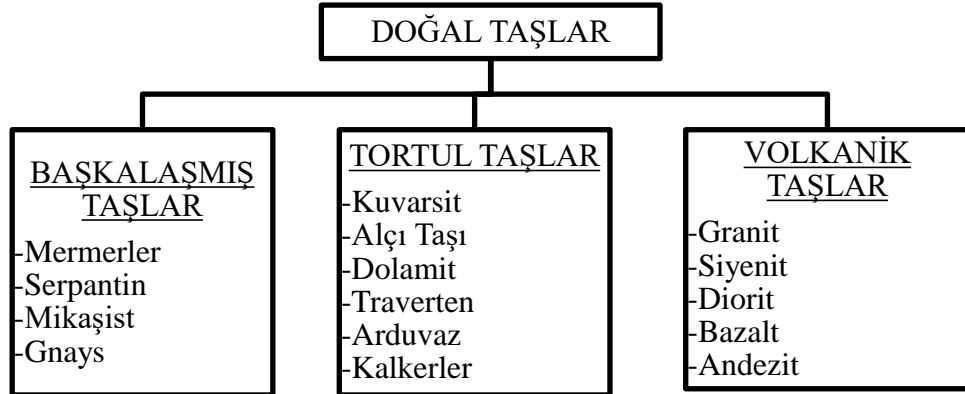 DOĞAL TAŞLAR
BAŞKALAŞMIŞ
TAŞLAR
-Mermerler
-Serpantin
-Mikaşist
-Gnays
TORTUL TAŞLAR
-Kuvarsit
-Alçı Taşı
-Dolamit
-Traverten
-Arduvaz
-Kalkerler
VOLKANİK
TAŞLAR
-Granit
-Siyenit
-Diorit
-Bazalt
-Andezit